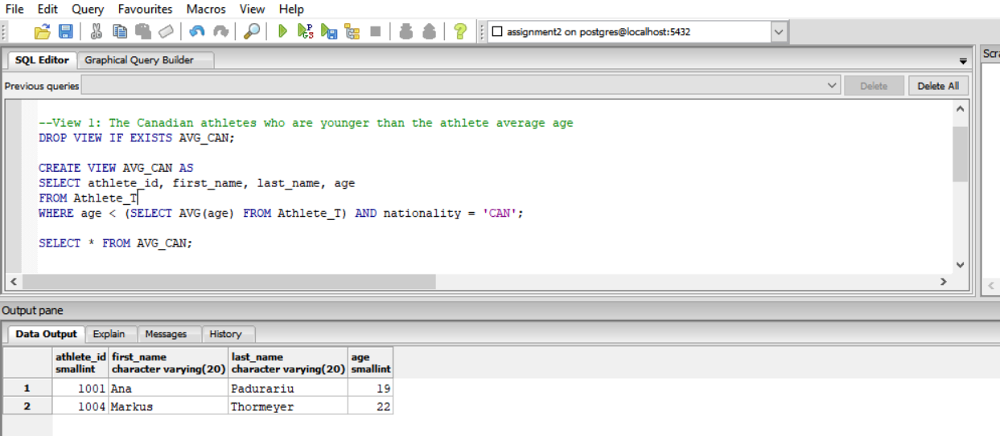 File Edit Query Favourites Macros View Help
assignment2 on postgres@localhost:5432
SQL Editor Graphical Query Builder
Previous queries Delete Delete All
--View 1: The Canadian athletes who are younger than the athlete average age
DROP VIEW IF EXISTS AVG_CAN;
CREATE VIEW AVG_CAN AS
SELECT athlete_id, first_name, last_name, age
FROM Athlete_T
WHERE age < (SELECT AVG(age) FROM Athlete_T) AND nationality = 'CAN';
SELECT * FROM AVG_CAN;
Output pane
Data Output Explain Messages History
athlete_id first_name last_name age
smallint character varying(20) character varying(20) smallint
1 1001 Ana Padurariu 19
2 1004 Markus Thormeyer 22